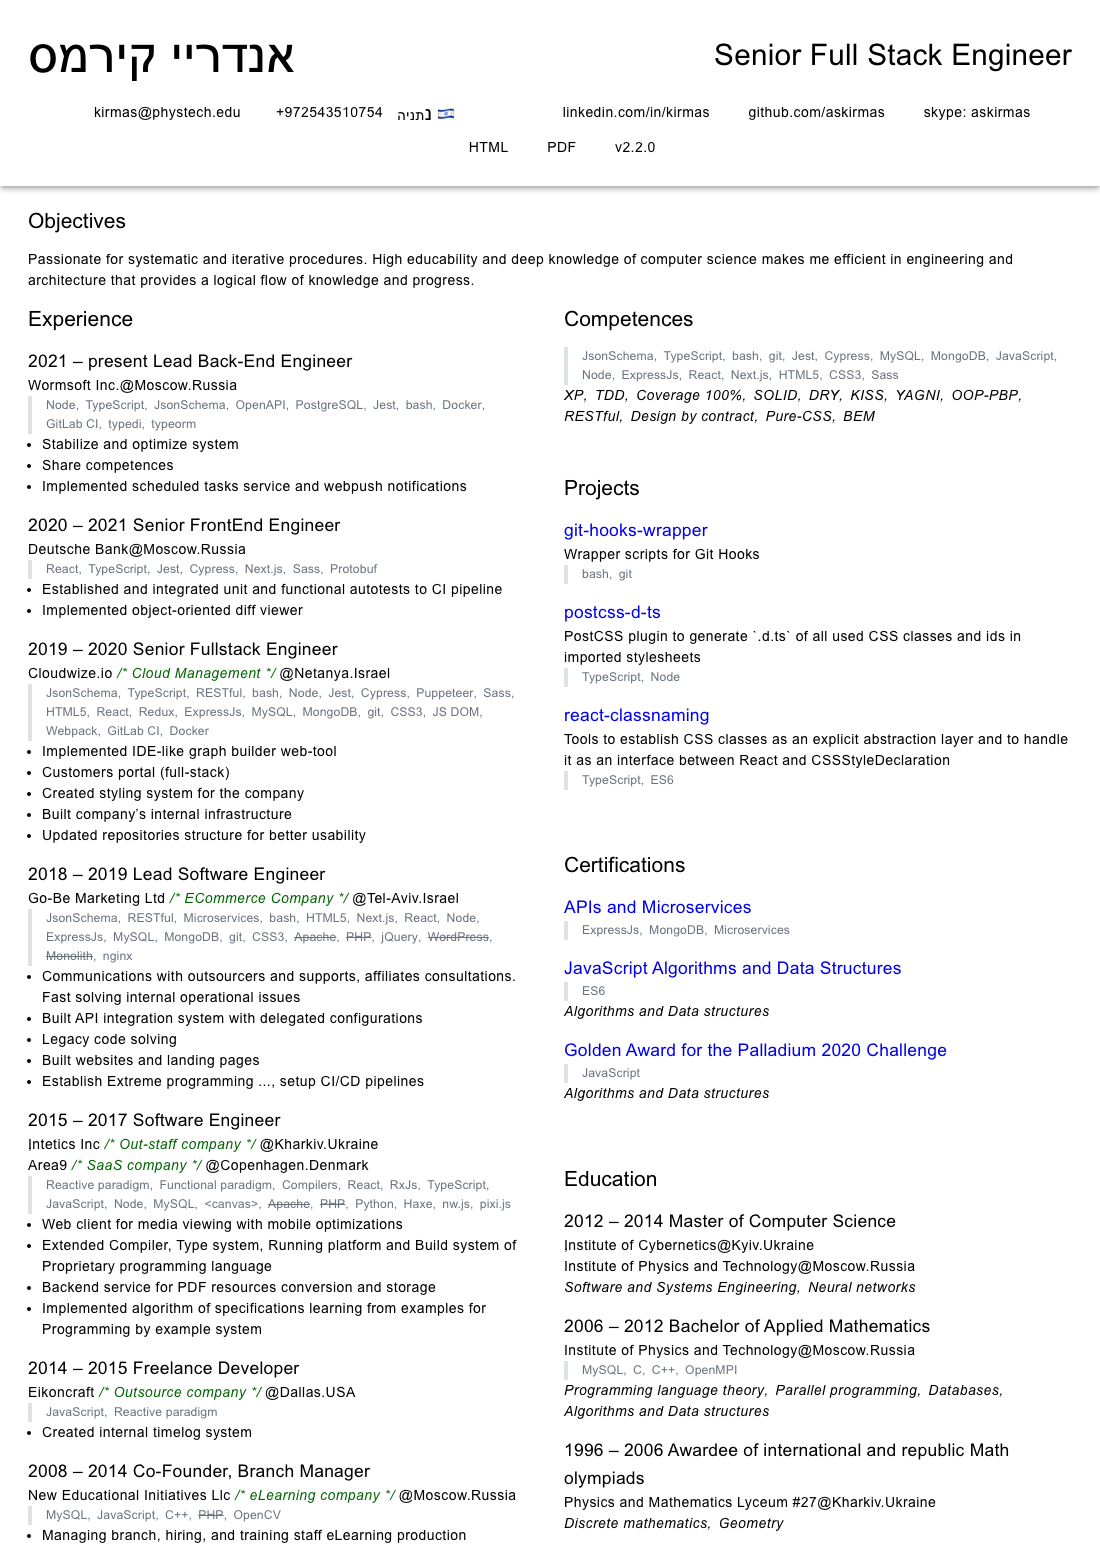 אנדריי קירמס
Senior Full Stack Engineer
kirmas@phystech.edu +972543510754 נתניה 🇮🇱 linkedin.com/in/kirmas github.com/askirmas skype: askirmas
HTML PDF v2.2.0
Objectives
Passionate for systematic and iterative procedures. High educability and deep knowledge of computer science makes me efficient in engineering and
architecture that provides a logical flow of knowledge and progress.
Experience
2021 – present Lead Back-End Engineer
Wormsoft Inc.@Moscow.Russia
Node, TypeScript, JsonSchema, OpenAPI, PostgreSQL, Jest, bash, Docker,
GitLab CI, typedi, typeorm
• Stabilize and optimize system
• Share competences
• Implemented scheduled tasks service and webpush notifications
2020 – 2021 Senior FrontEnd Engineer
Deutsche Bank@Moscow.Russia
React, TypeScript, Jest, Cypress, Next.js, Sass, Protobuf
• Established and integrated unit and functional autotests to CI pipeline
• Implemented object-oriented diff viewer
2019 – 2020 Senior Fullstack Engineer
Cloudwize.io /* Cloud Management */ @Netanya.Israel
JsonSchema, TypeScript, RESTful, bash, Node, Jest, Cypress, Puppeteer, Sass,
HTML5, React, Redux, ExpressJs, MySQL, MongoDB, git, CSS3, JS DOM,
Webpack, GitLab CI, Docker
• Implemented IDE-like graph builder web-tool
• Customers portal (full-stack)
• Created styling system for the company
• Built company’s internal infrastructure
• Updated repositories structure for better usability
2018 – 2019 Lead Software Engineer
Go-Be Marketing Ltd /* ECommerce Company */ @Tel-Aviv.Israel
JsonSchema, RESTful, Microservices, bash, HTML5, Next.js, React, Node,
ExpressJs, MySQL, MongoDB, git, CSS3, Apache, PHP, jQuery, WordPress,
Monolith, nginx
• Communications with outsourcers and supports, affiliates consultations.
Fast solving internal operational issues
• Built API integration system with delegated configurations
• Legacy code solving
• Built websites and landing pages
• Establish Extreme programming ..., setup CI/CD pipelines
2015 – 2017 Software Engineer
Intetics Inc /* Out-staff company */ @Kharkiv.Ukraine
Area9 /* SaaS company */ @Copenhagen.Denmark
Reactive paradigm, Functional paradigm, Compilers, React, RxJs, TypeScript,
JavaScript, Node, MySQL, <canvas>, Apache, PHP, Python, Haxe, nw.js, pixi.js
• Web client for media viewing with mobile optimizations
• Extended Compiler, Type system, Running platform and Build system of
Proprietary programming language
• Backend service for PDF resources conversion and storage
• Implemented algorithm of specifications learning from examples for
Programming by example system
2014 – 2015 Freelance Developer
Eikoncraft /* Outsource company */ @Dallas.USA
JavaScript, Reactive paradigm
• Created internal timelog system
2008 – 2014 Co-Founder, Branch Manager
New Educational Initiatives Llc /* eLearning company */ @Moscow.Russia
MySQL, JavaScript, C++, PHP, OpenCV
• Managing branch, hiring, and training staff eLearning production
Competences
JsonSchema, TypeScript, bash, git, Jest, Cypress, MySQL, MongoDB, JavaScript,
Node, ExpressJs, React, Next.js, HTML5, CSS3, Sass
XP, TDD, Coverage 100%, SOLID, DRY, KISS, YAGNI, OOP-PBP,
RESTful, Design by contract, Pure-CSS, BEM
Projects
git-hooks-wrapper
Wrapper scripts for Git Hooks
bash, git
postcss-d-ts
PostCSS plugin to generate `.d.ts` of all used CSS classes and ids in
imported stylesheets
TypeScript, Node
react-classnaming
Tools to establish CSS classes as an explicit abstraction layer and to handle
it as an interface between React and CSSStyleDeclaration
TypeScript, ES6
Certifications
APIs and Microservices
ExpressJs, MongoDB, Microservices
JavaScript Algorithms and Data Structures
ES6
Algorithms and Data structures
Golden Award for the Palladium 2020 Challenge
JavaScript
Algorithms and Data structures
Education
2012 – 2014 Master of Computer Science
Institute of Cybernetics@Kyiv.Ukraine
Institute of Physics and Technology@Moscow.Russia
Software and Systems Engineering, Neural networks
2006 – 2012 Bachelor of Applied Mathematics
Institute of Physics and Technology@Moscow.Russia
MySQL, C, C++, OpenMPI
Programming language theory, Parallel programming, Databases,
Algorithms and Data structures
1996 – 2006 Awardee of international and republic Math
olympiads
Physics and Mathematics Lyceum #27@Kharkiv.Ukraine
Discrete mathematics, Geometry